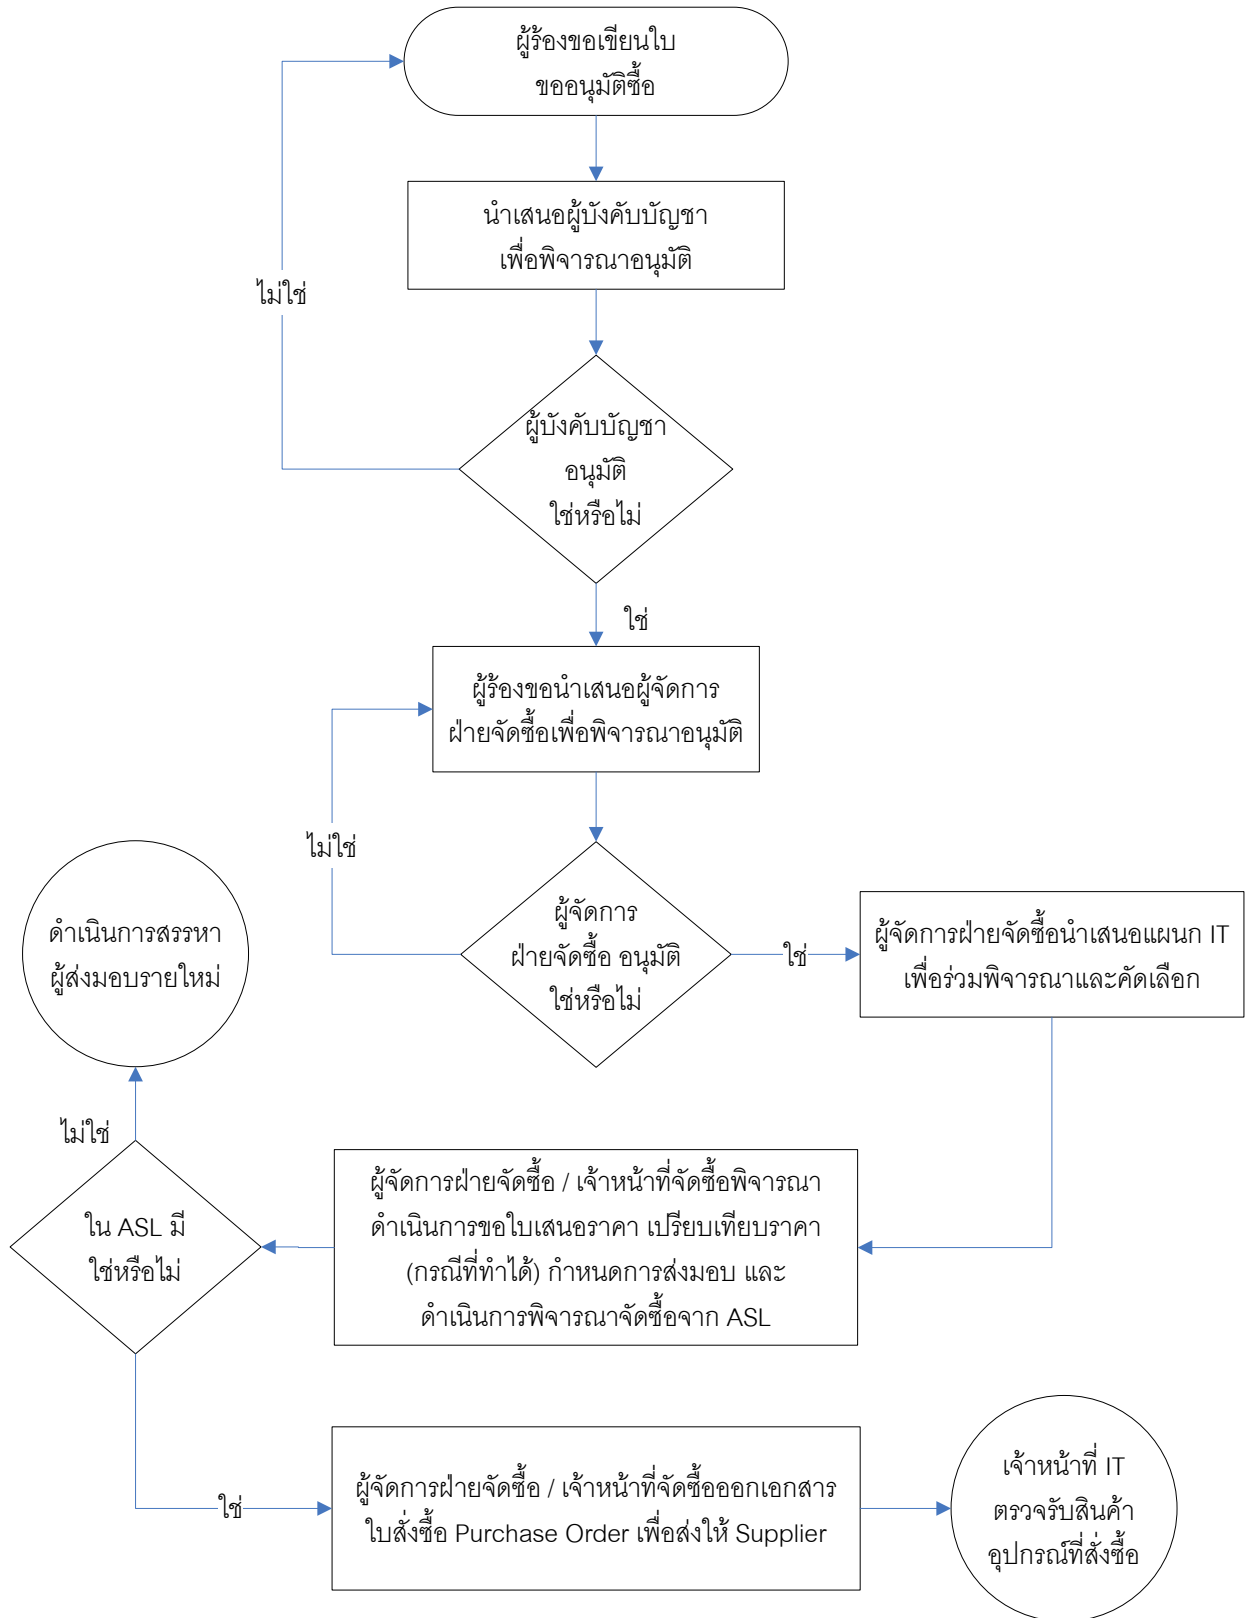 ผู้ร้องขอเขียนใบ
ขออนุมัติซื้อ
นำเสนอผู้บังคับบัญชา
เพื่อพิจารณาอนุมัติ
ไม่ใช่
ผู้บังคับบัญชา
อนุมัติ
ใช่หรือไม่
ใช่
ผู้ร้องขอนำเสนอผู้จัดการ
ฝ่ายจัดซื้อเพื่อพิจารณาอนุมัติ
ไม่ใช่
ผู้จัดการ
ฝ่ายจัดซื้อ อนุมัติ
ใช่หรือไม่
ใช่
ผู้จัดการฝ่ายจัดซื้อนำเสนอแผนก IT
เพื่อร่วมพิจารณาและคัดเลือก
ดำเนินการสรรหา
ผู้ส่งมอบรายใหม่
ไม่ใช่
ใน ASL มี
ใช่หรือไม่
ผู้จัดการฝ่ายจัดซื้อ / เจ้าหน้าที่จัดซื้อพิจารณา
ดำเนินการขอใบเสนอราคา เปรียบเทียบราคา
(กรณีที่ทำได้) กำหนดการส่งมอบ และ
ดำเนินการพิจารณาจัดซื้อจาก ASL
ใช่
ผู้จัดการฝ่ายจัดซื้อ / เจ้าหน้าที่จัดซื้อออกเอกสาร
ใบสั่งซื้อ Purchase Order เพื่อส่งให้ Supplier
เจ้าหน้าที่ IT
ตรวจรับสินค้า
อุปกรณ์ที่สั่งซื้อ